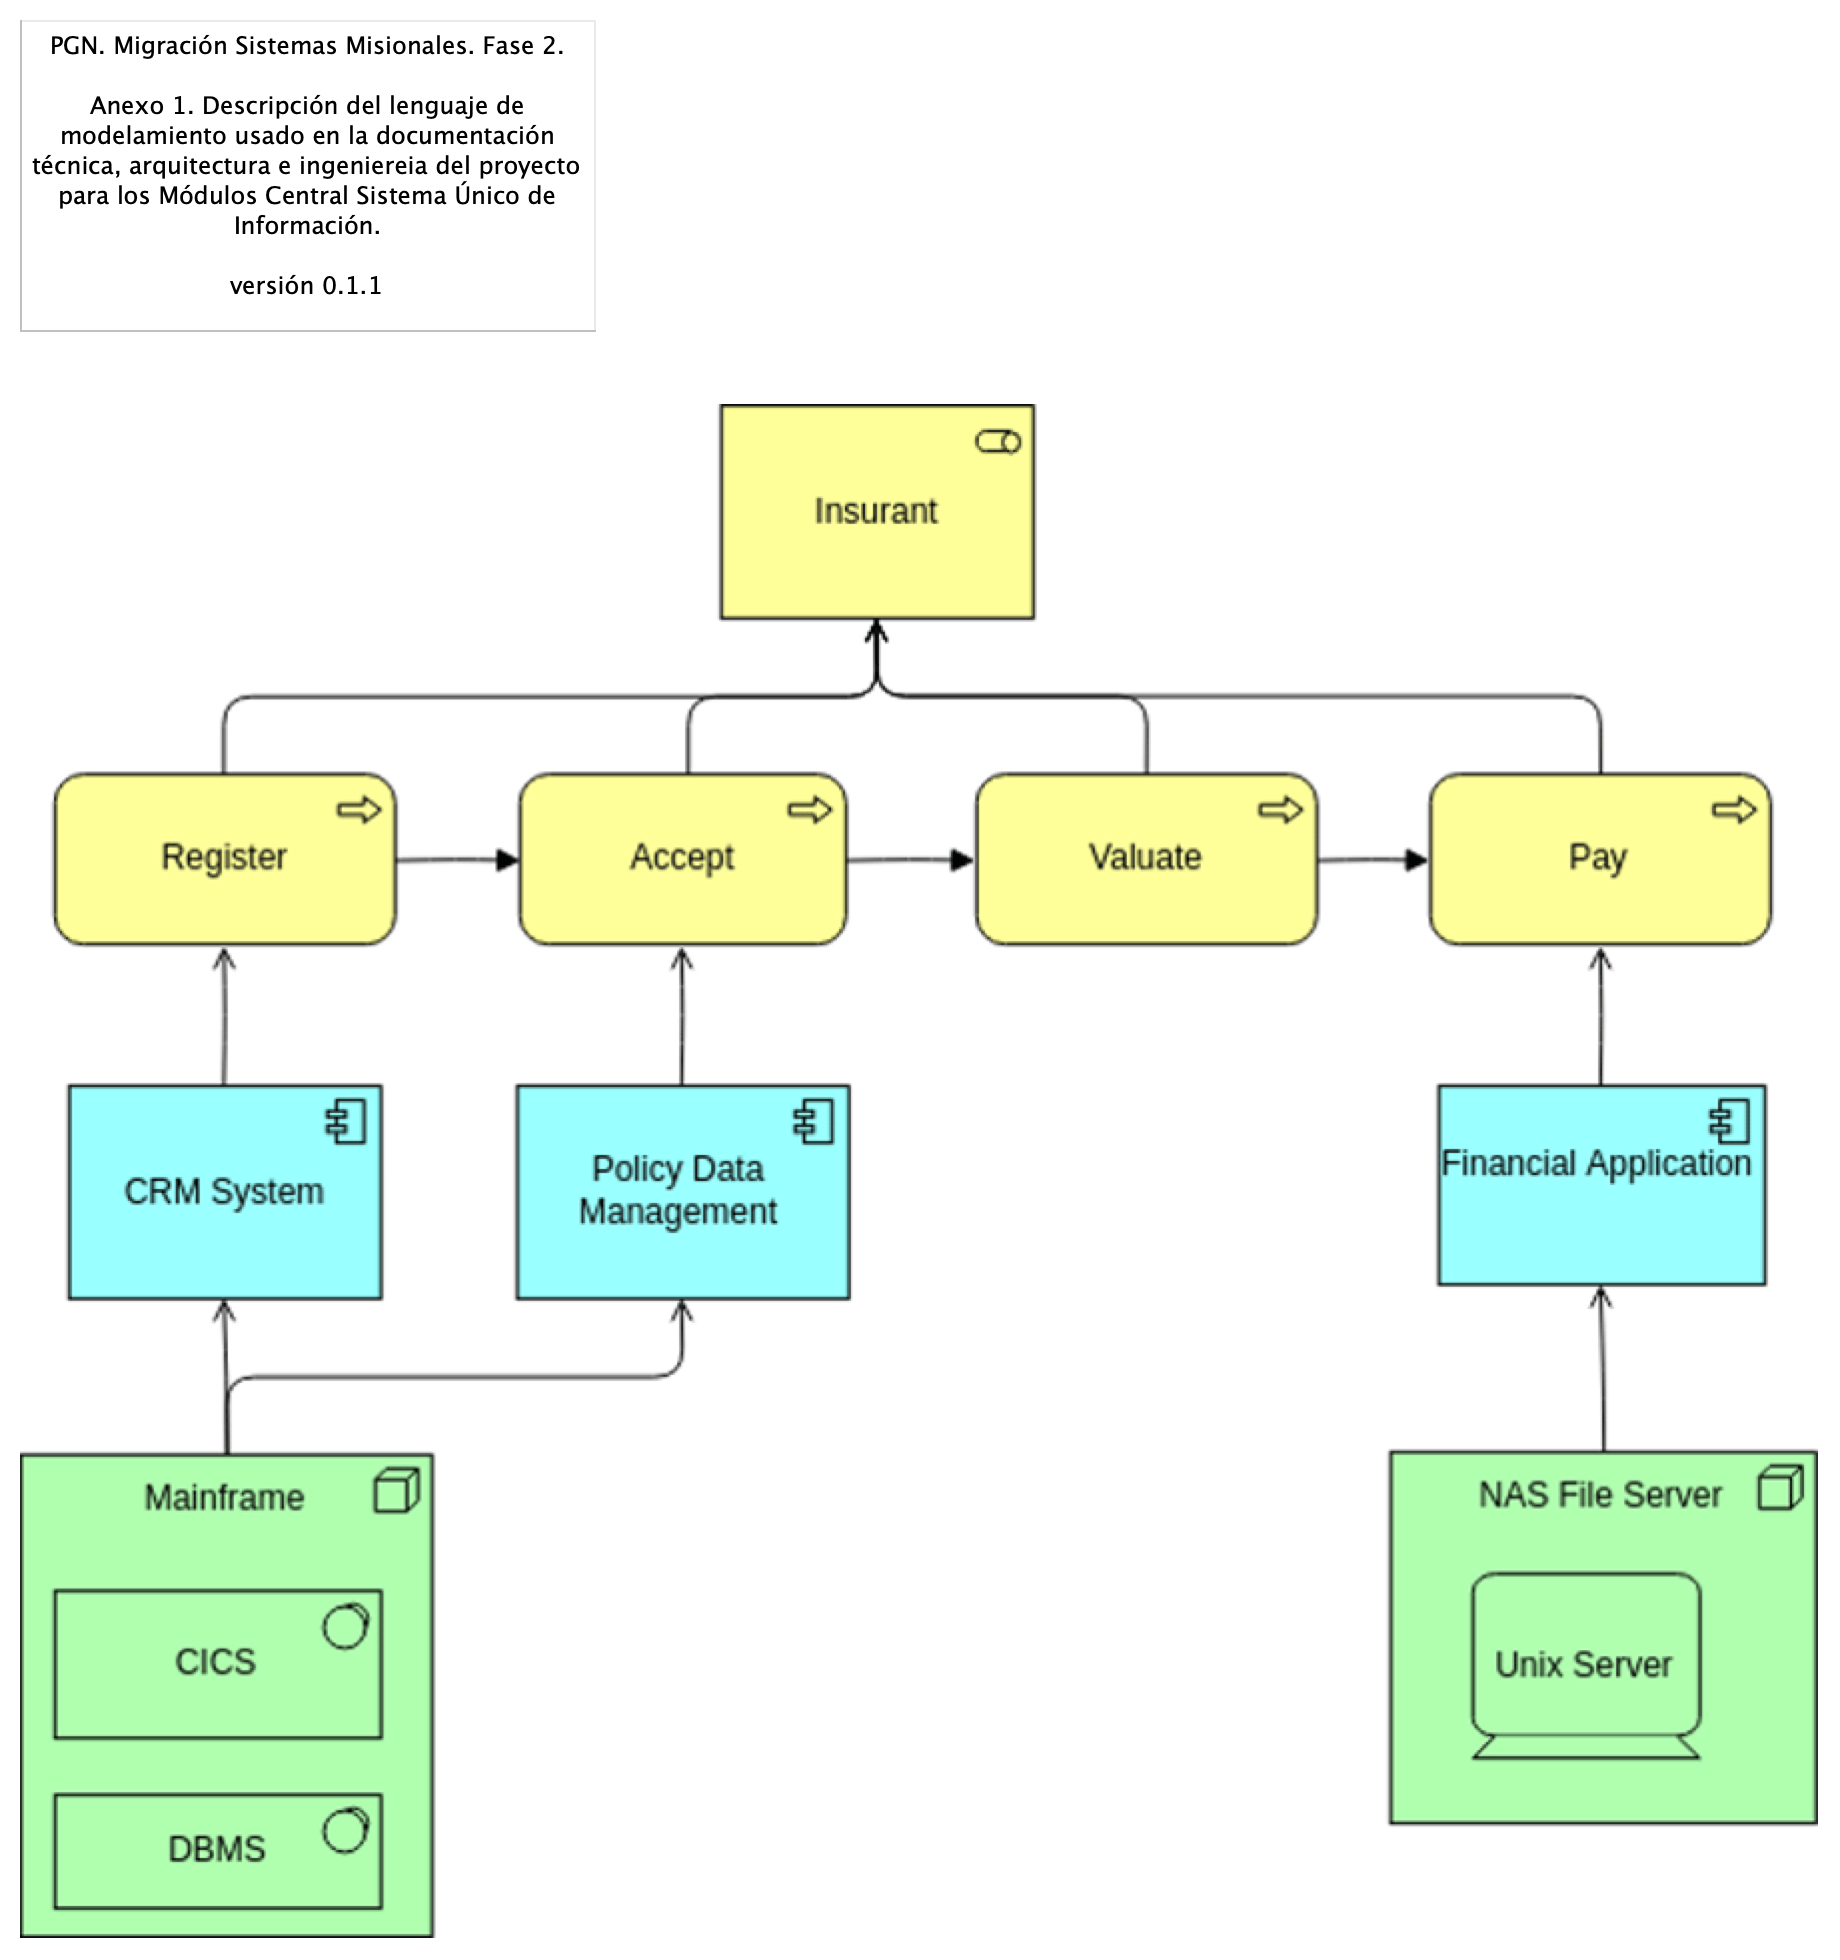 PGN. Migración Sistemas Misionales. Fase 2.
Anexo 1. Descripción del lenguaje de
modelamiento usado en la documentación
técnica, arquitectura e ingeniereia del proyecto
para los Módulos Central Sistema Único de
Información.
versión 0.1.1
Insurant
Register
Accept
Valuate
Pay
CRM System
Policy Data
Management
Financial Application
Mainframe
CICS
DBMS
NAS File Server
Unix Server